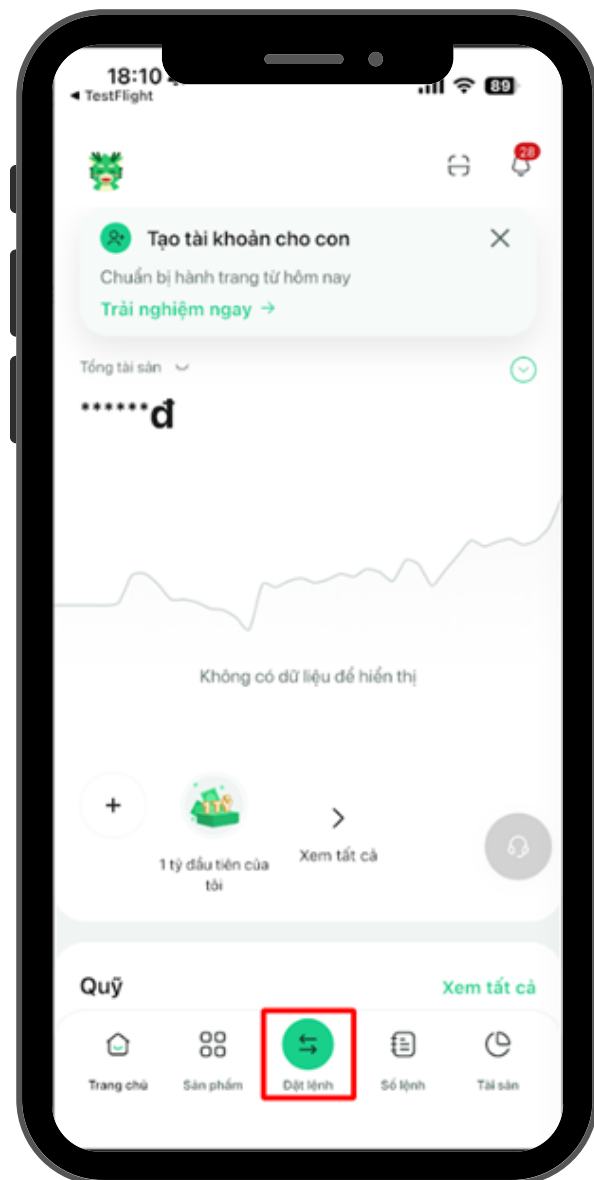 18:10
◀ TestFlight
89
28
Tạo tài khoản cho con
Chuẩn bị hành trang từ hôm nay
Trải nghiệm ngay →
Tổng tài sản
******đ
Không có dữ liệu để hiển thị
1 tỷ đầu tiên của
tôi
Xem tất cả
Quỹ
Xem tất cả
Trang chủ
Sản phẩm
Đặt lệnh
Sổ lệnh
Tài sản